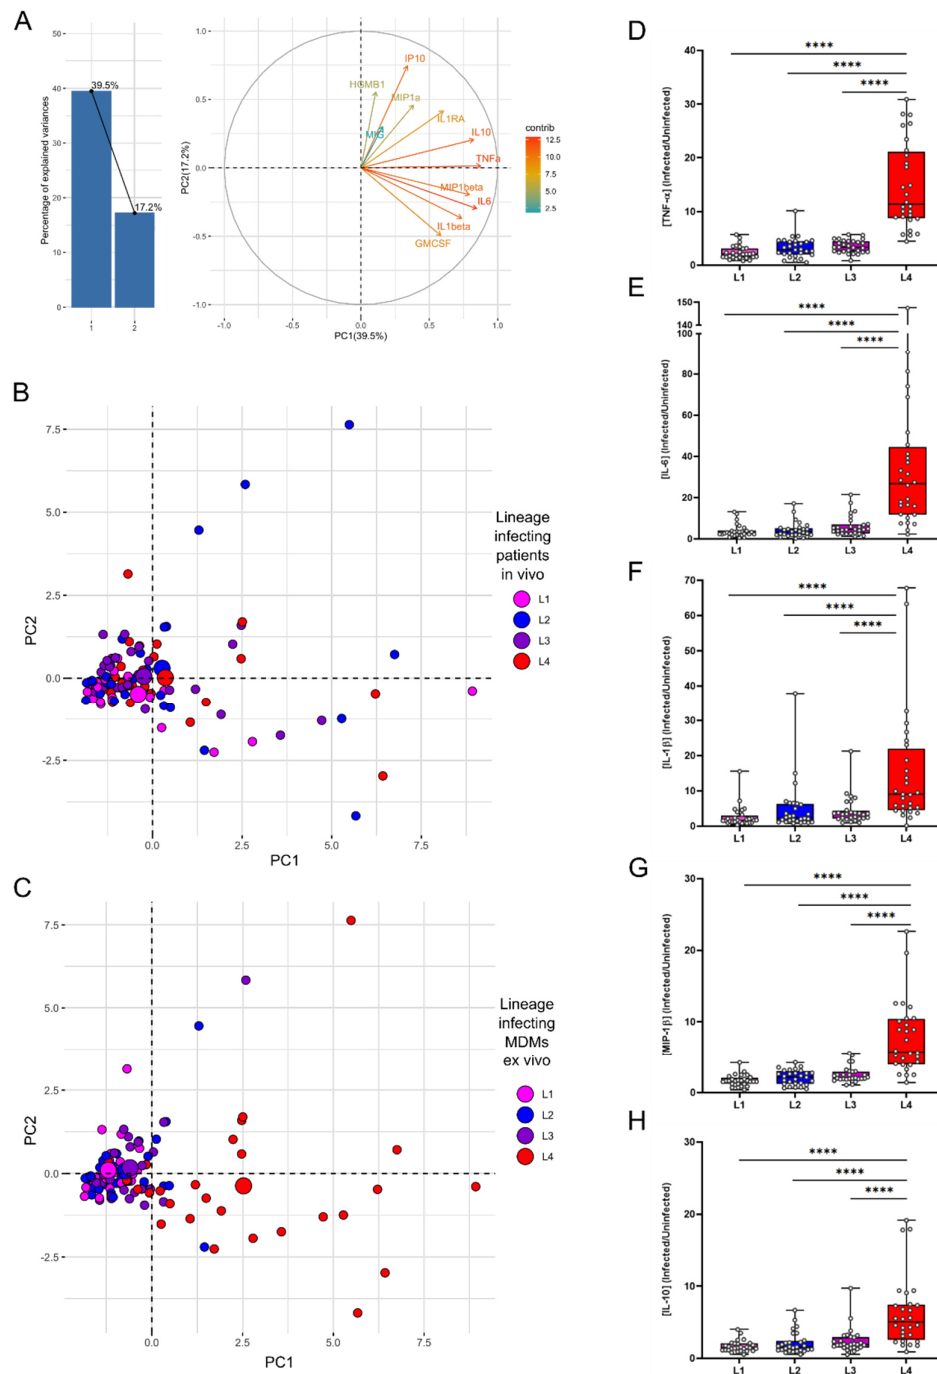 A
Percentage of explained variances
50
40
30
20
10
0
39.5%
17.2%
1
2
PC2(17.2%)
1.0
0.5
0.0
-0.5
-1.0
IP10
HGMB1
MIP1a
IL1RA
MIG
IL10
TNFa
MIP1beta
IL6
IL1beta
GMCSF
-1.0
-0.5
0.0
0.5
1.0
PC1(39.5%)
contrib
12.5
10.0
7.5
5.0
2.5
B
PC2
7.5
5.0
2.5
0.0
-2.5
0.0
2.5
5.0
7.5
PC1
Lineage
infecting
patients
in vivo
L1
L2
L3
L4
C
PC2
7.5
5.0
2.5
0.0
-2.5
0.0
2.5
5.0
7.5
PC1
Lineage
infecting
MDMs
ex vivo
L1
L2
L3
L4
D
[TNF-α] (Infected/Uninfected)
40
30
20
10
0
****
****
****
L1
L2
L3
L4
E
[IL-6] (Infected/Uninfected)
150
140
100
80
60
40
20
0
****
****
****
L1
L2
L3
L4
F
[IL-1β] (Infected/Uninfected)
70
60
50
40
30
20
10
0
****
****
****
L1
L2
L3
L4
G
[MIP-1β] (Infected/Uninfected)
30
20
10
0
****
****
****
L1
L2
L3
L4
H
[IL-10] (Infected/Uninfected)
30
20
10
0
****
****
****
L1
L2
L3
L4